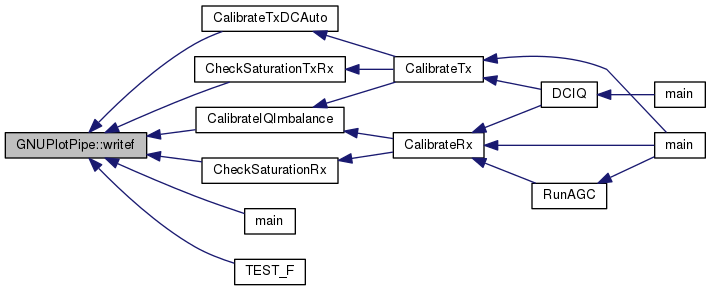 CalibrateTxDCAuto
CheckSaturationTxRx
CalibrateTx
DCIQ
main
CalibrateIQImbalance
GNUPlotPipe::writef
CalibrateRx
main
CheckSaturationRx
RunAGC
main
TEST_F